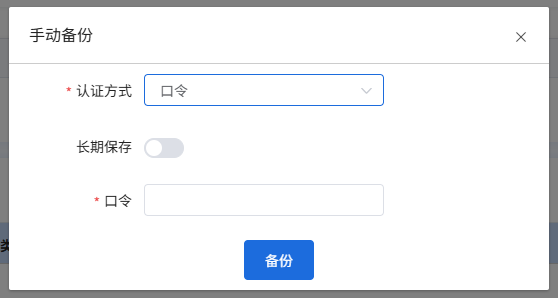 手动备份
* 认证方式 口令
长期保存
* 口令
备份